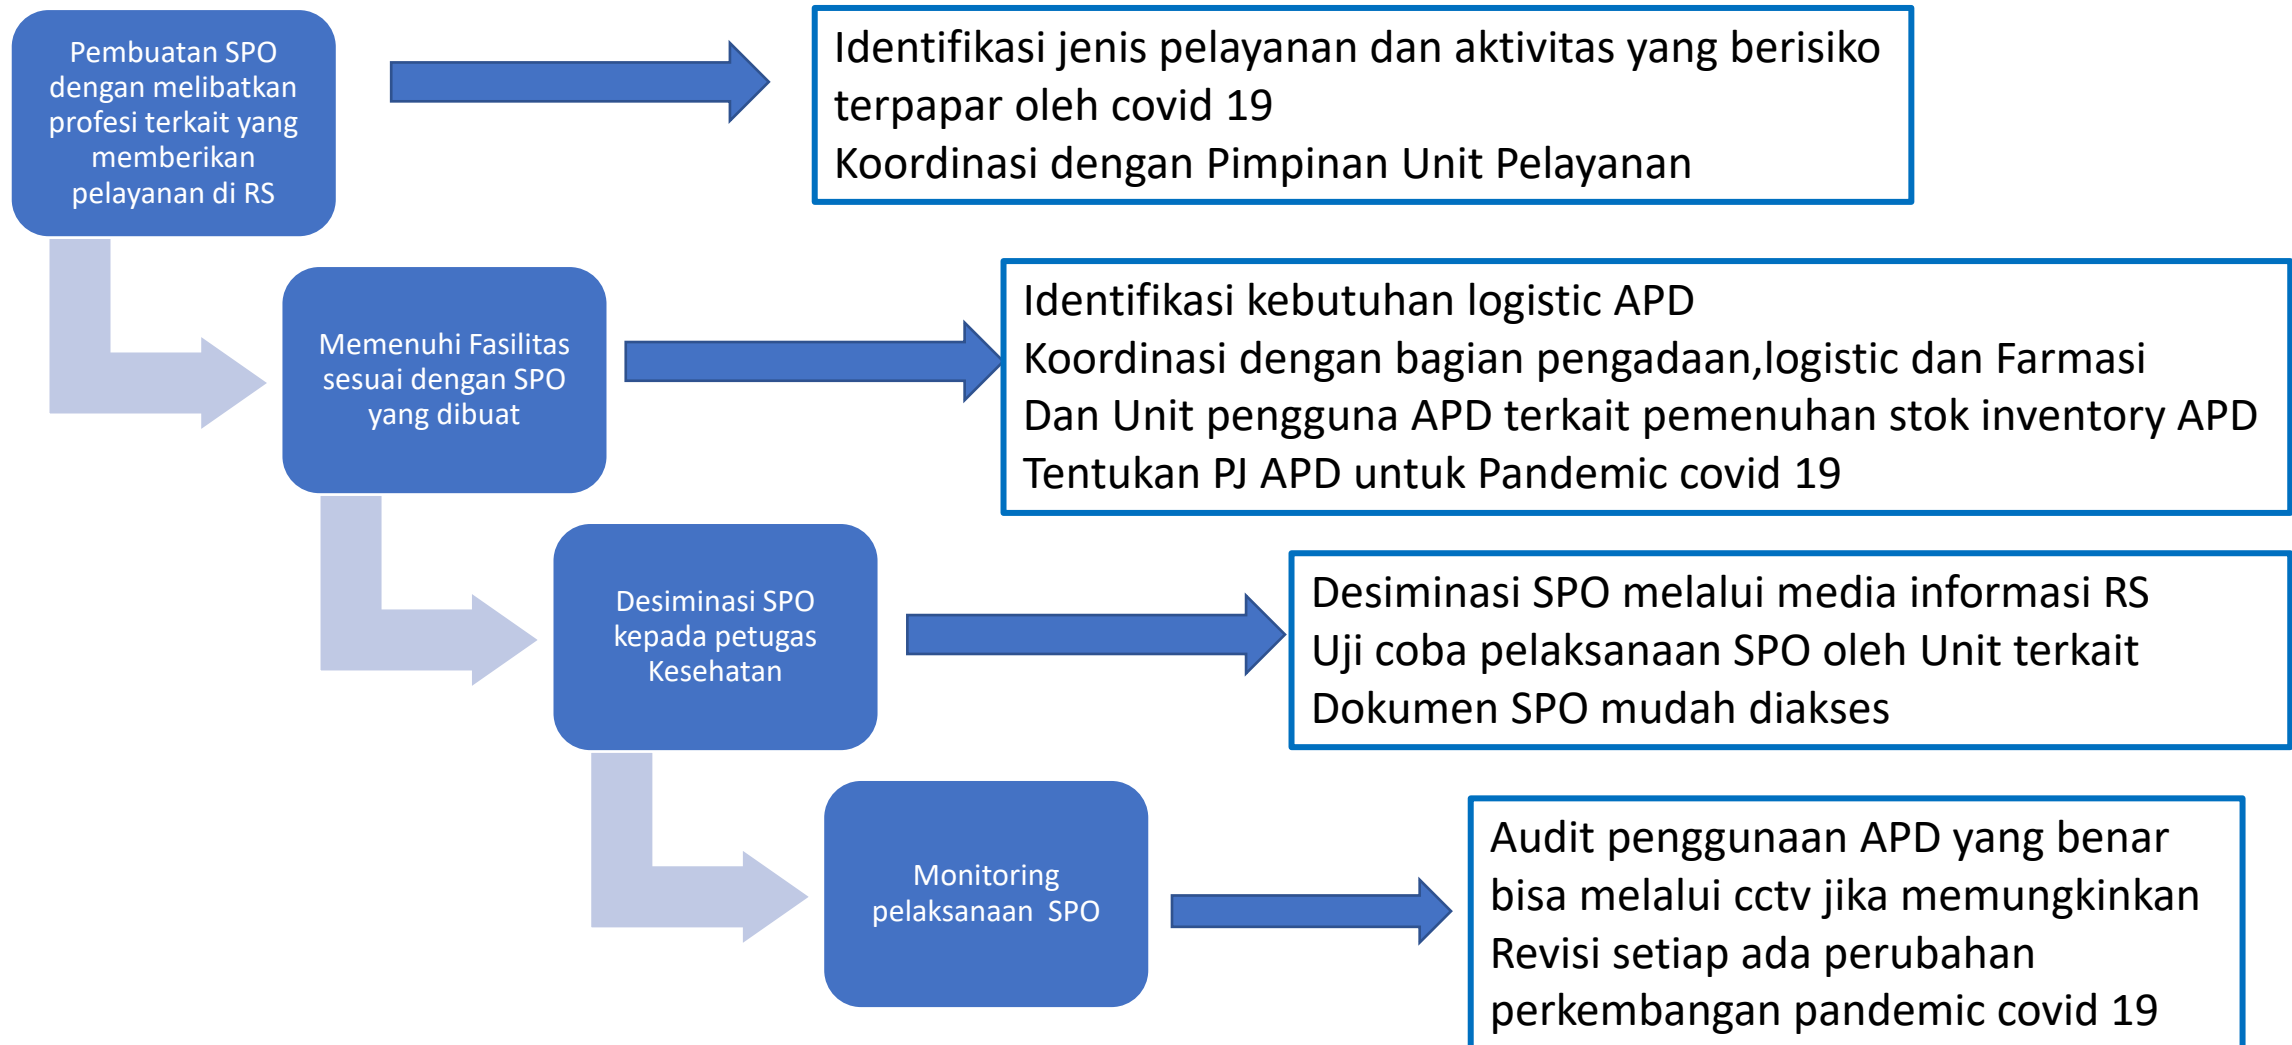 Pembuatan SPO
dengan melibatkan
profesi terkait yang
memberikan
pelayanan di RS
Identifikasi jenis pelayanan dan aktivitas yang berisiko
terpapar oleh covid 19
Koordinasi dengan Pimpinan Unit Pelayanan
Memenuhi Fasilitas
sesuai dengan SPO
yang dibuat
Identifikasi kebutuhan logistic APD
Koordinasi dengan bagian pengadaan,logistic dan Farmasi
Dan Unit pengguna APD terkait pemenuhan stok inventory APD
Tentukan PJ APD untuk Pandemic covid 19
Desiminasi SPO
kepada petugas
Kesehatan
Desiminasi SPO melalui media informasi RS
Uji coba pelaksanaan SPO oleh Unit terkait
Dokumen SPO mudah diakses
Monitoring
pelaksanaan  SPO
Audit penggunaan APD yang benar
bisa melalui cctv jika memungkinkan
Revisi setiap ada perubahan
perkembangan pandemic covid 19